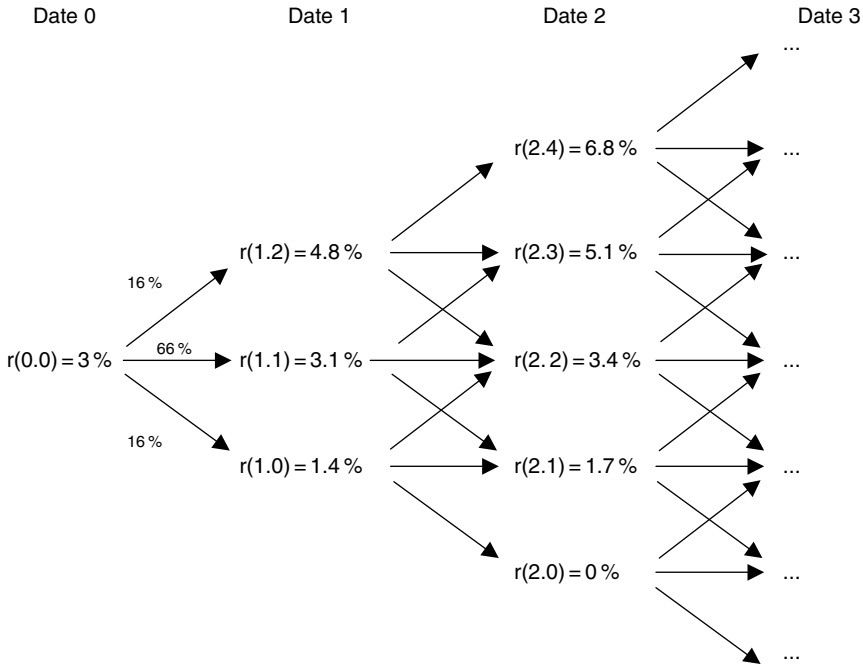 Date 0 Date 1 Date 2 Date 3
...
r(2.4) = 6.8 % ...
r(1.2) = 4.8 % r(2.3) = 5.1 % ...
16 %
66 %
r(0.0) = 3 % r(1.1) = 3.1 % r(2. 2) = 3.4 % ...
16 %
r(1.0) = 1.4 % r(2.1) = 1.7 % ...
r(2.0) = 0 % ...
...